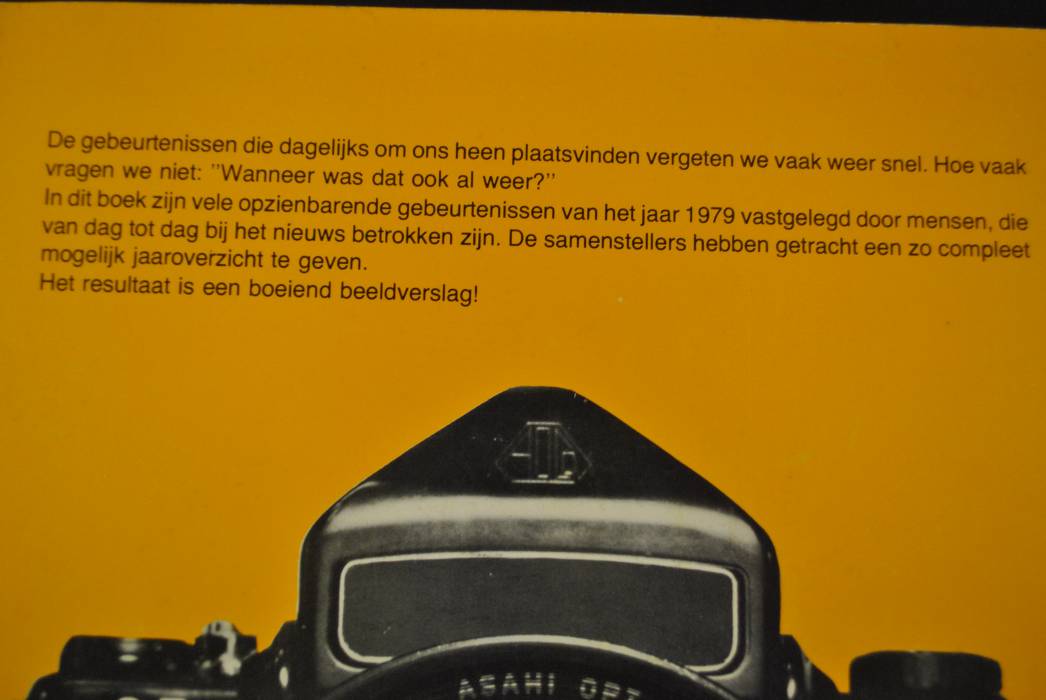 De gebeurtenissen die dagelijks om ons heen plaatsvinden vergeten we vaak weer snel. Hoe vaak
vragen we niet: ’’Wanneer was dat ook al weer?’’
In dit boek zijn vele opzienbarende gebeurtenissen van het jaar 1979 vastgelegd door mensen, die
van dag tot dag bij het nieuws betrokken zijn. De samenstellers hebben getracht een zo compleet
mogelijk jaaroverzicht te geven.
Het resultaat is een boeiend beeldverslag!
AOC
ASAHI OPT